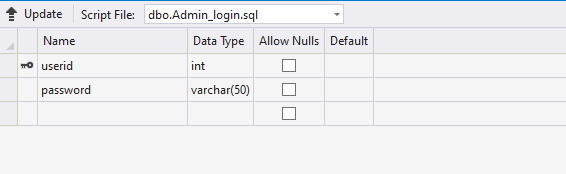 Update Script File: dbo.Admin_login.sql
Name Data Type Allow Nulls Default
userid int
password varchar(50)